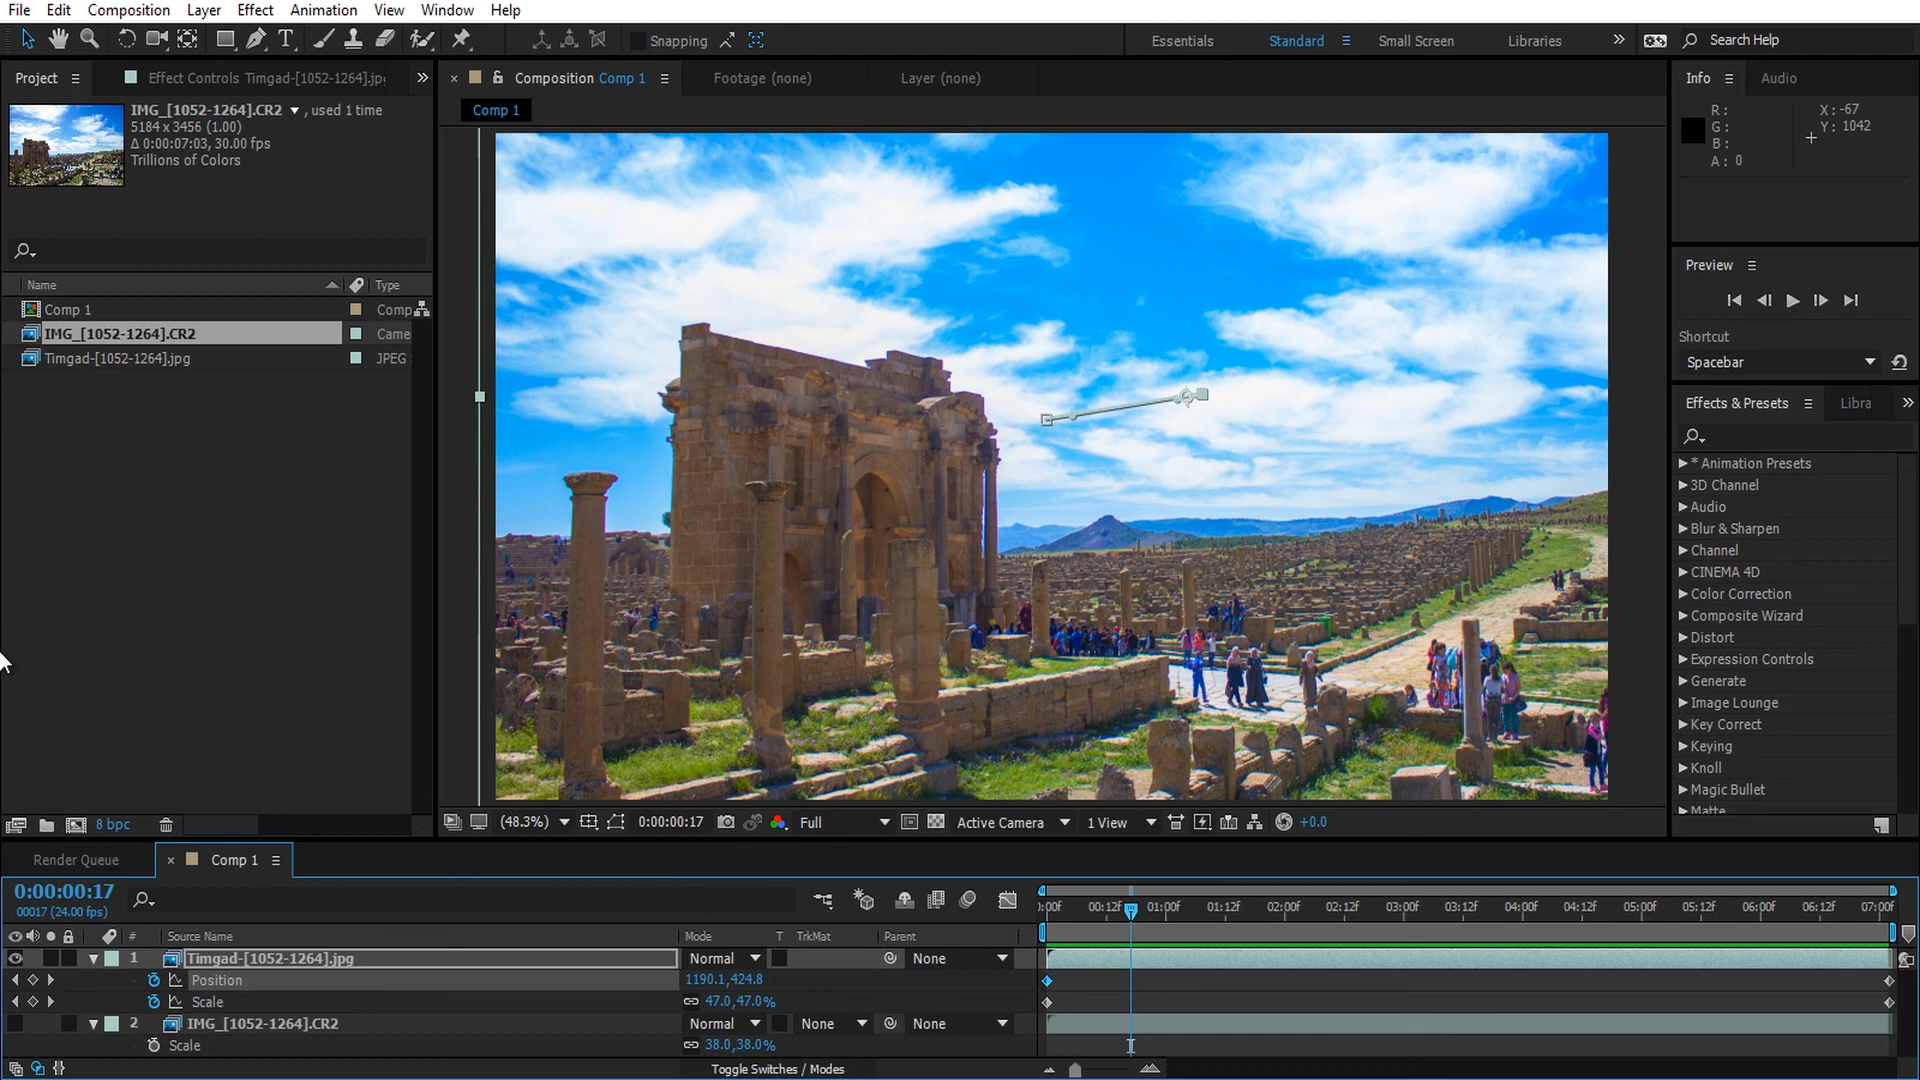 File Edit Composition Layer Effect Animation View Window Help
Snapping Essentials Standard Small Screen Libraries Search Help
Project Effect Controls Timgad-[1052-1264].jp
IMG_[1052-1264].CR2 , used 1 time
5184 x 3456 (1.00)
Δ 0:00:07:03, 30.00 fps
Trillions of Colors
Name Type
Comp 1 Comp
IMG_[1052-1264].CR2 Came
Timgad-[1052-1264].jpg JPEG
8 bpc
Composition Comp 1 Footage (none) Layer (none)
Comp 1
(48.3%) 0:00:00:17 Full Active Camera 1 View +0.0
Info Audio
R: X: -67
G: Y: 1042
B:
A: 0
Preview
Shortcut
Spacebar
Effects & Presets Libra
* Animation Presets
3D Channel
Audio
Blur & Sharpen
Channel
CINEMA 4D
Color Correction
Composite Wizard
Distort
Expression Controls
Generate
Image Lounge
Key Correct
Keying
Knoll
Magic Bullet
Matte
Render Queue Comp 1
0:00:00:17
00017 (24.00 fps)
):00f 00:12f 01:00f 01:12f 02:00f 02:12f 03:00f 03:12f 04:00f 04:12f 05:00f 05:12f 06:00f 06:12f 07:00f
# Source Name Mode T TrkMat Parent
1 Timgad-[1052-1264].jpg Normal None
Position 1190.1,424.8
Scale 47.0,47.0%
2 IMG_[1052-1264].CR2 Normal None None
Scale 38.0,38.0%
Toggle Switches / Modes